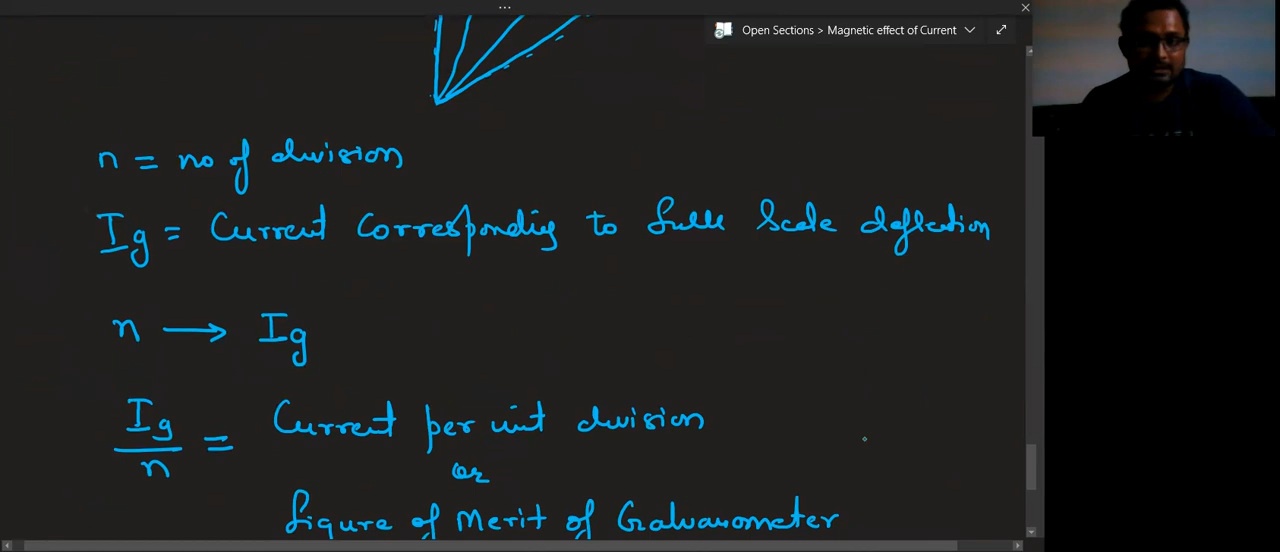 Open Sections > Magnetic effect of Current
n = no of division
Ig = Current Corresponding to full Scale deflection
n → Ig
Ig/n = Current per unit division
or
figure of Merit of Galvanometer